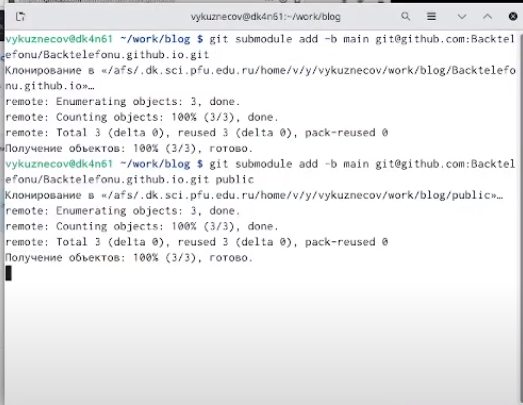 vykuznecov@dk4n61:~/work/blog
vykuznecov@dk4n61 ~/work/blog $ git submodule add -b main git@github.com:Backtel
efonu/Backtelefonu.github.io.git
Клонирование в «/afs/.dk.sci.pfu.edu.ru/home/v/y/vykuznecov/work/blog/Backtelefo
nu.github.io»…
remote: Enumerating objects: 3, done.
remote: Counting objects: 100% (3/3), done.
remote: Total 3 (delta 0), reused 3 (delta 0), pack-reused 0
Получение объектов: 100% (3/3), готово.
vykuznecov@dk4n61 ~/work/blog $ git submodule add -b main git@github.com:Backtel
efonu/Backtelefonu.github.io.git public
Клонирование в «/afs/.dk.sci.pfu.edu.ru/home/v/y/vykuznecov/work/blog/public»…
remote: Enumerating objects: 3, done.
remote: Counting objects: 100% (3/3), done.
remote: Total 3 (delta 0), reused 3 (delta 0), pack-reused 0
Получение объектов: 100% (3/3), готово.